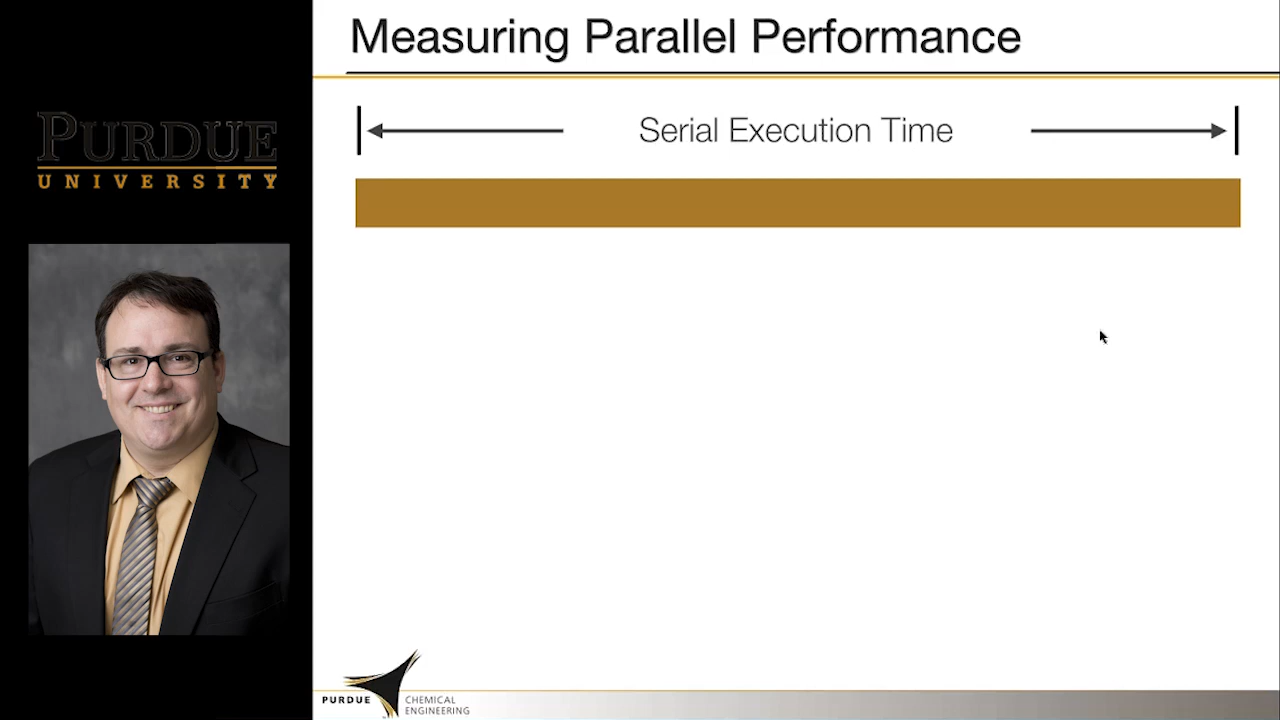 PURDUE
UNIVERSITY
Measuring Parallel Performance
Serial Execution Time
PURDUE
CHEMICAL
ENGINEERING